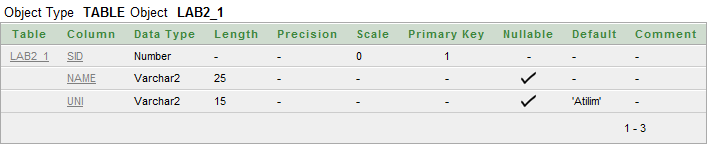 Object Type TABLE Object LAB2_1
Table Column Data Type Length Precision Scale Primary Key Nullable Default Comment
LAB2_1 SID Number - - 0 1 - - -
NAME Varchar2 25 - - - ✓ - -
UNI Varchar2 15 - - - ✓ 'Atilim' -
1 - 3